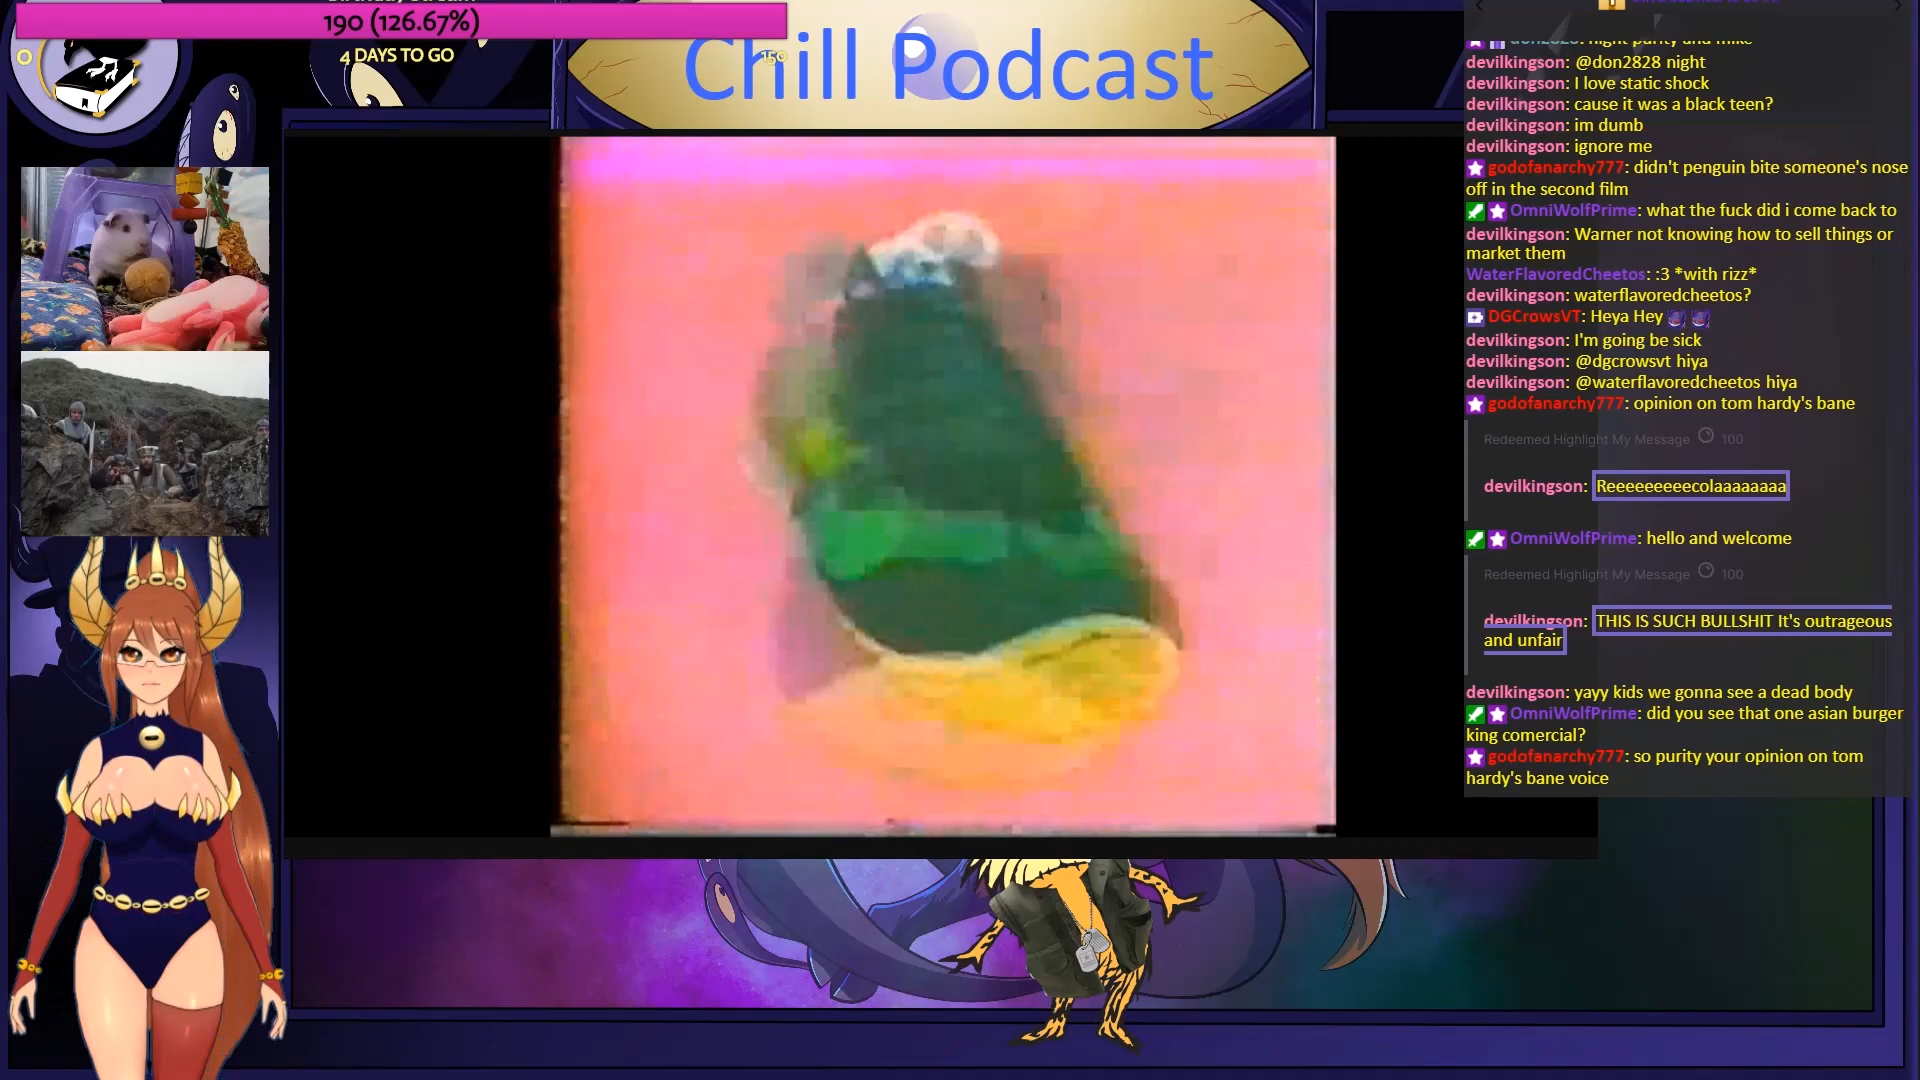 190 (126.67%)
4 DAYS TO GO
150
Chill Podcast
don2828: night purity and mike
devilkingson: @don2828 night
devilkingson: I love static shock
devilkingson: cause it was a black teen?
devilkingson: im dumb
devilkingson: ignore me
godofanarchy777: didn't penguin bite someone's nose
off in the second film
OmniWolfPrime: what the fuck did i come back to
devilkingson: Warner not knowing how to sell things or
market them
WaterFlavoredCheetos: :3 *with rizz*
devilkingson: waterflavoredcheetos?
DGCrowsVT: Heya Hey
devilkingson: I'm going be sick
devilkingson: @dgcrowsvt hiya
devilkingson: @waterflavoredcheetos hiya
godofanarchy777: opinion on tom hardy's bane
Redeemed Highlight My Message 100
devilkingson: Reeeeeeeeecolaaaaaaaa
OmniWolfPrime: hello and welcome
Redeemed Highlight My Message 100
devilkingson: THIS IS SUCH BULLSHIT It's outrageous
and unfair
devilkingson: yayy kids we gonna see a dead body
OmniWolfPrime: did you see that one asian burger
king comercial?
godofanarchy777: so purity your opinion on tom
hardy's bane voice